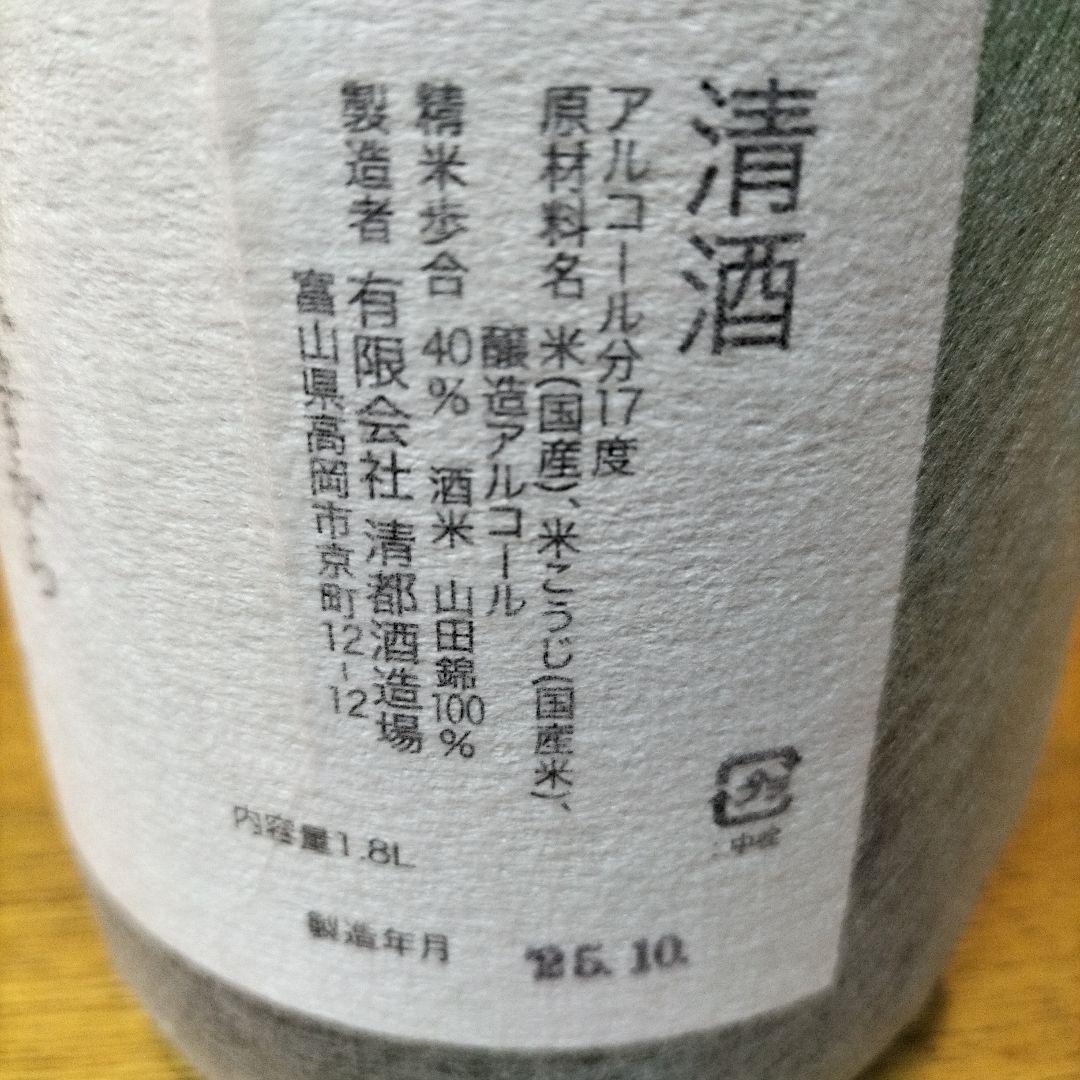 清酒
アルコール分17度
原材料名 米(国産)、米こうじ(国産米)、
醸造アルコール
精米歩合 40% 酒米 山田錦100%
製造者 有限会社 清都酒造場
富山県高岡市京町12-12
プラ
中栓
内容量1.8L
製造年月 '25.10.